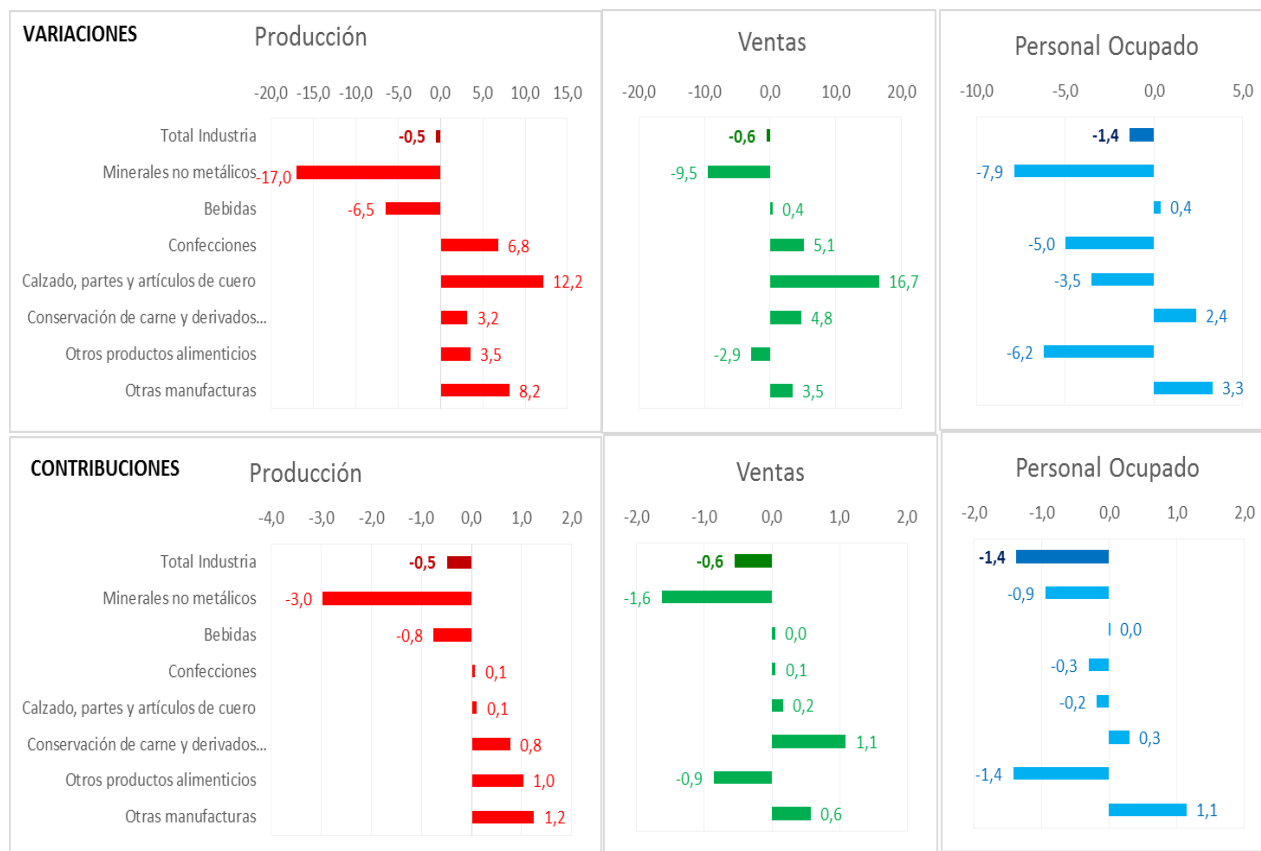 VARIACIONES
Producción
-20,0 -15,0 -10,0 -5,0 0,0 5,0 10,0 15,0
Total Industria -0,5
Minerales no metálicos -17,0
Bebidas -6,5
Confecciones 6,8
Calzado, partes y artículos de cuero 12,2
Conservación de carne y derivados... 3,2
Otros productos alimenticios 3,5
Otras manufacturas 8,2
Ventas
-20,0 -10,0 0,0 10,0 20,0
-0,6
-9,5
0,4
5,1
16,7
4,8
-2,9
3,5
Personal Ocupado
-10,0 -5,0 0,0 5,0
-1,4
-7,9
0,4
-5,0
-3,5
2,4
-6,2
3,3
CONTRIBUCIONES
Producción
-4,0 -3,0 -2,0 -1,0 0,0 1,0 2,0
Total Industria -0,5
Minerales no metálicos -3,0
Bebidas -0,8
Confecciones 0,1
Calzado, partes y artículos de cuero 0,1
Conservación de carne y derivados... 0,8
Otros productos alimenticios 1,0
Otras manufacturas 1,2
Ventas
-2,0 -1,0 0,0 1,0 2,0
-0,6
-1,6
0,0
0,1
0,2
1,1
-0,9
0,6
Personal Ocupado
-2,0 -1,0 0,0 1,0 2,0
-1,4
-0,9
0,0
-0,3
-0,2
0,3
-1,4
1,1